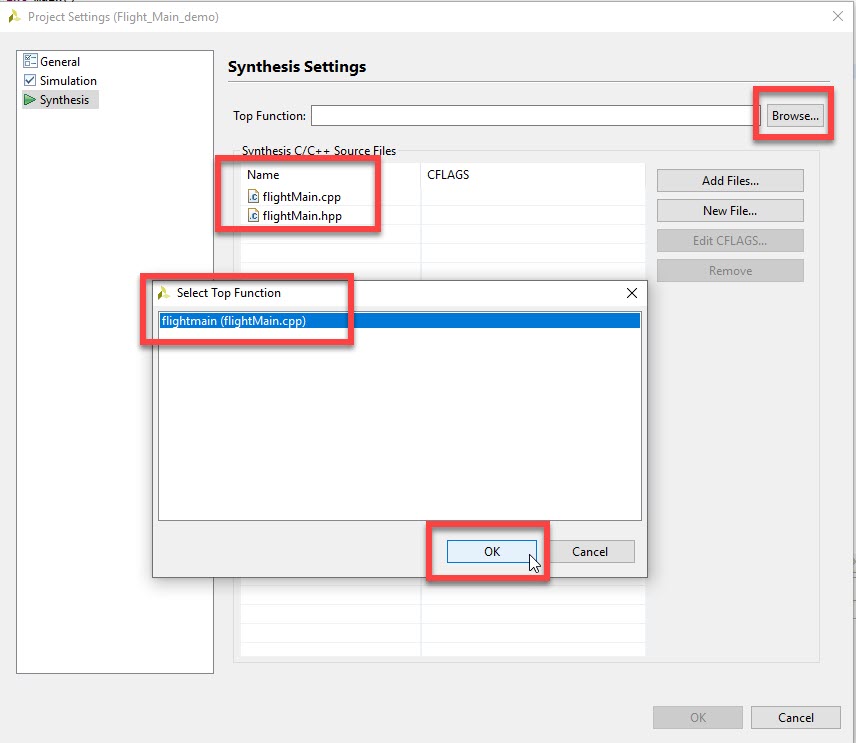 Project Settings (Flight_Main_demo)
General
Simulation
Synthesis
Synthesis Settings
Top Function:
Browse...
Synthesis C/C++ Source Files
Name
CFLAGS
flightMain.cpp
flightMain.hpp
Add Files...
New File...
Edit CFLAGS...
Remove
Select Top Function
flightmain (flightMain.cpp)
OK
Cancel
OK
Cancel